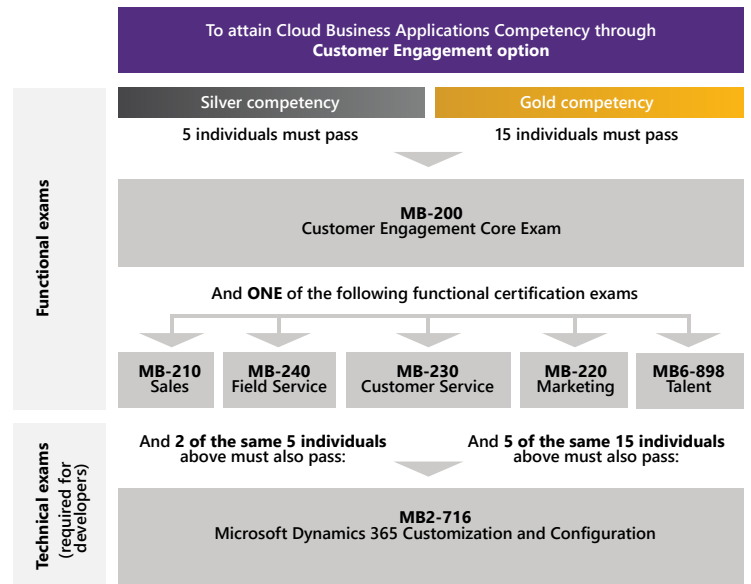 To attain Cloud Business Applications Competency through
Customer Engagement option
Silver competency
Gold competency
5 individuals must pass
15 individuals must pass
Functional exams
MB-200
Customer Engagement Core Exam
And ONE of the following functional certification exams
MB-210
Sales
MB-240
Field Service
MB-230
Customer Service
MB-220
Marketing
MB6-898
Talent
Technical exams
(required for
developers)
And 2 of the same 5 individuals
above must also pass:
And 5 of the same 15 individuals
above must also pass:
MB2-716
Microsoft Dynamics 365 Customization and Configuration